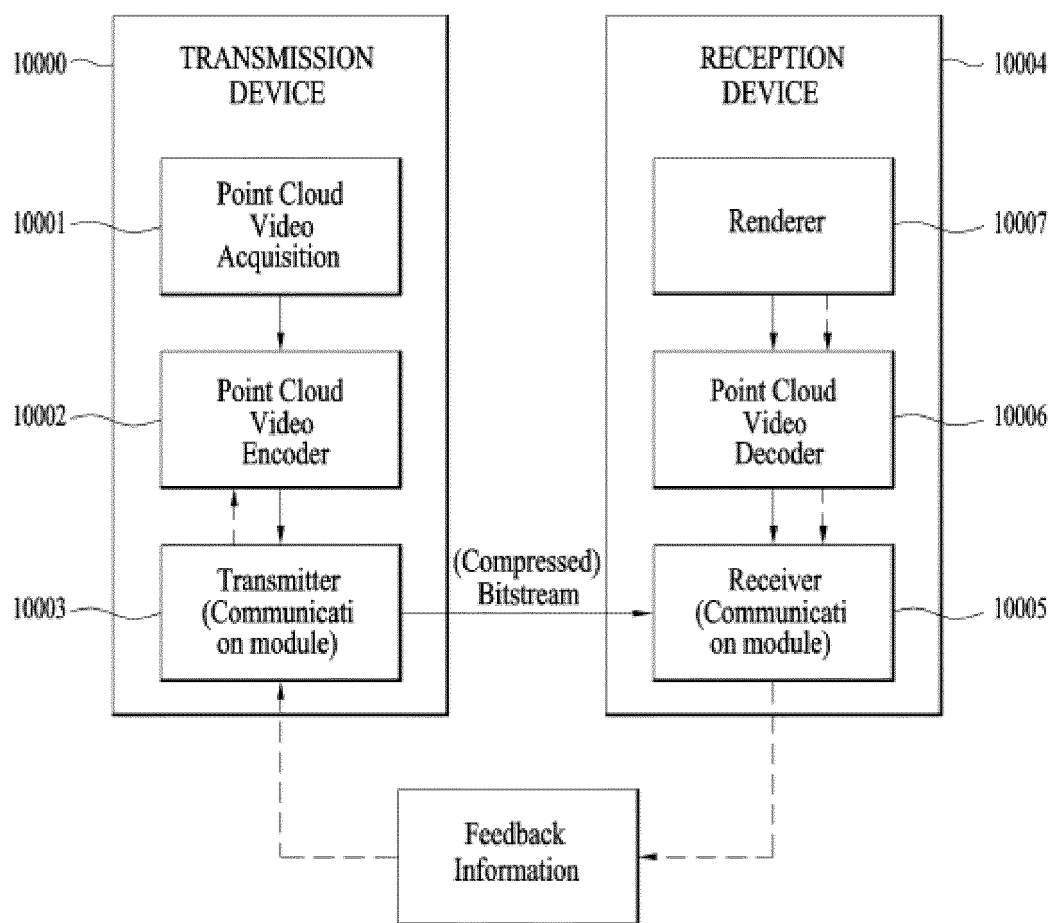 TRANSMISSION
DEVICE
10000
Point Cloud
Video
Acquisition
10001
Point Cloud
Video
Encoder
10002
Transmitter
(Communicati
on module)
10003
(Compressed)
Bitstream
RECEPTION
DEVICE
10004
Renderer
10007
Point Cloud
Video
Decoder
10006
Receiver
(Communicati
on module)
10005
Feedback
Information